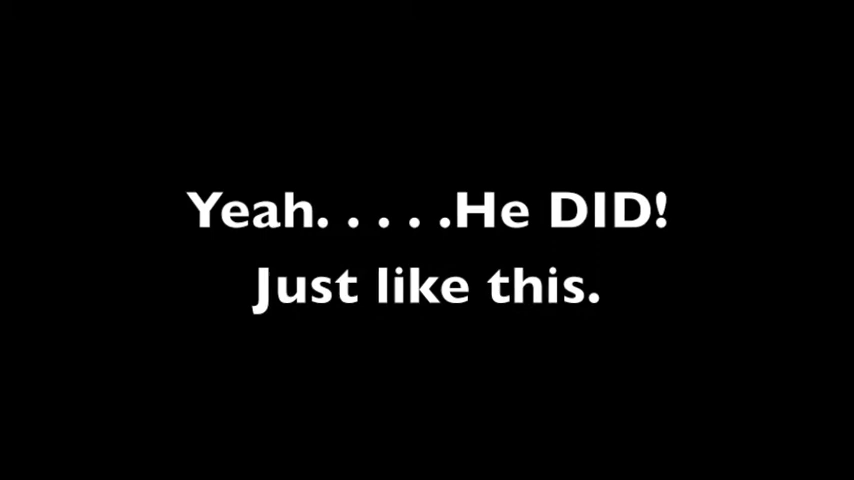 Yeah. . . . .He DID!
Just like this.